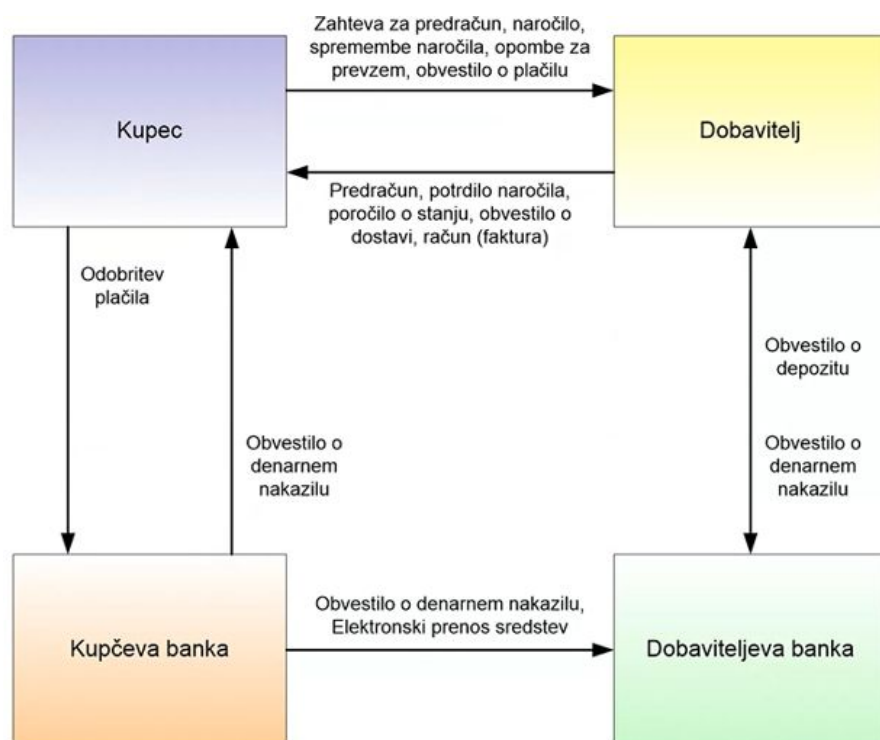 Zahteva za predračun, naročilo,
spremembe naročila, opombe za
prevzem, obvestilo o plačilu
Kupec
Dobavitelj
Predračun, potrdilo naročila,
poročilo o stanju, obvestilo o
dostavi, račun (faktura)
Odobritev
plačila
Obvestilo o
depozitu
Obvestilo o
denarnem
nakazilu
Obvestilo o
denarnem
nakazilu
Obvestilo o denarnem nakazilu,
Elektronski prenos sredstev
Kupčeva banka
Dobaviteljeva banka